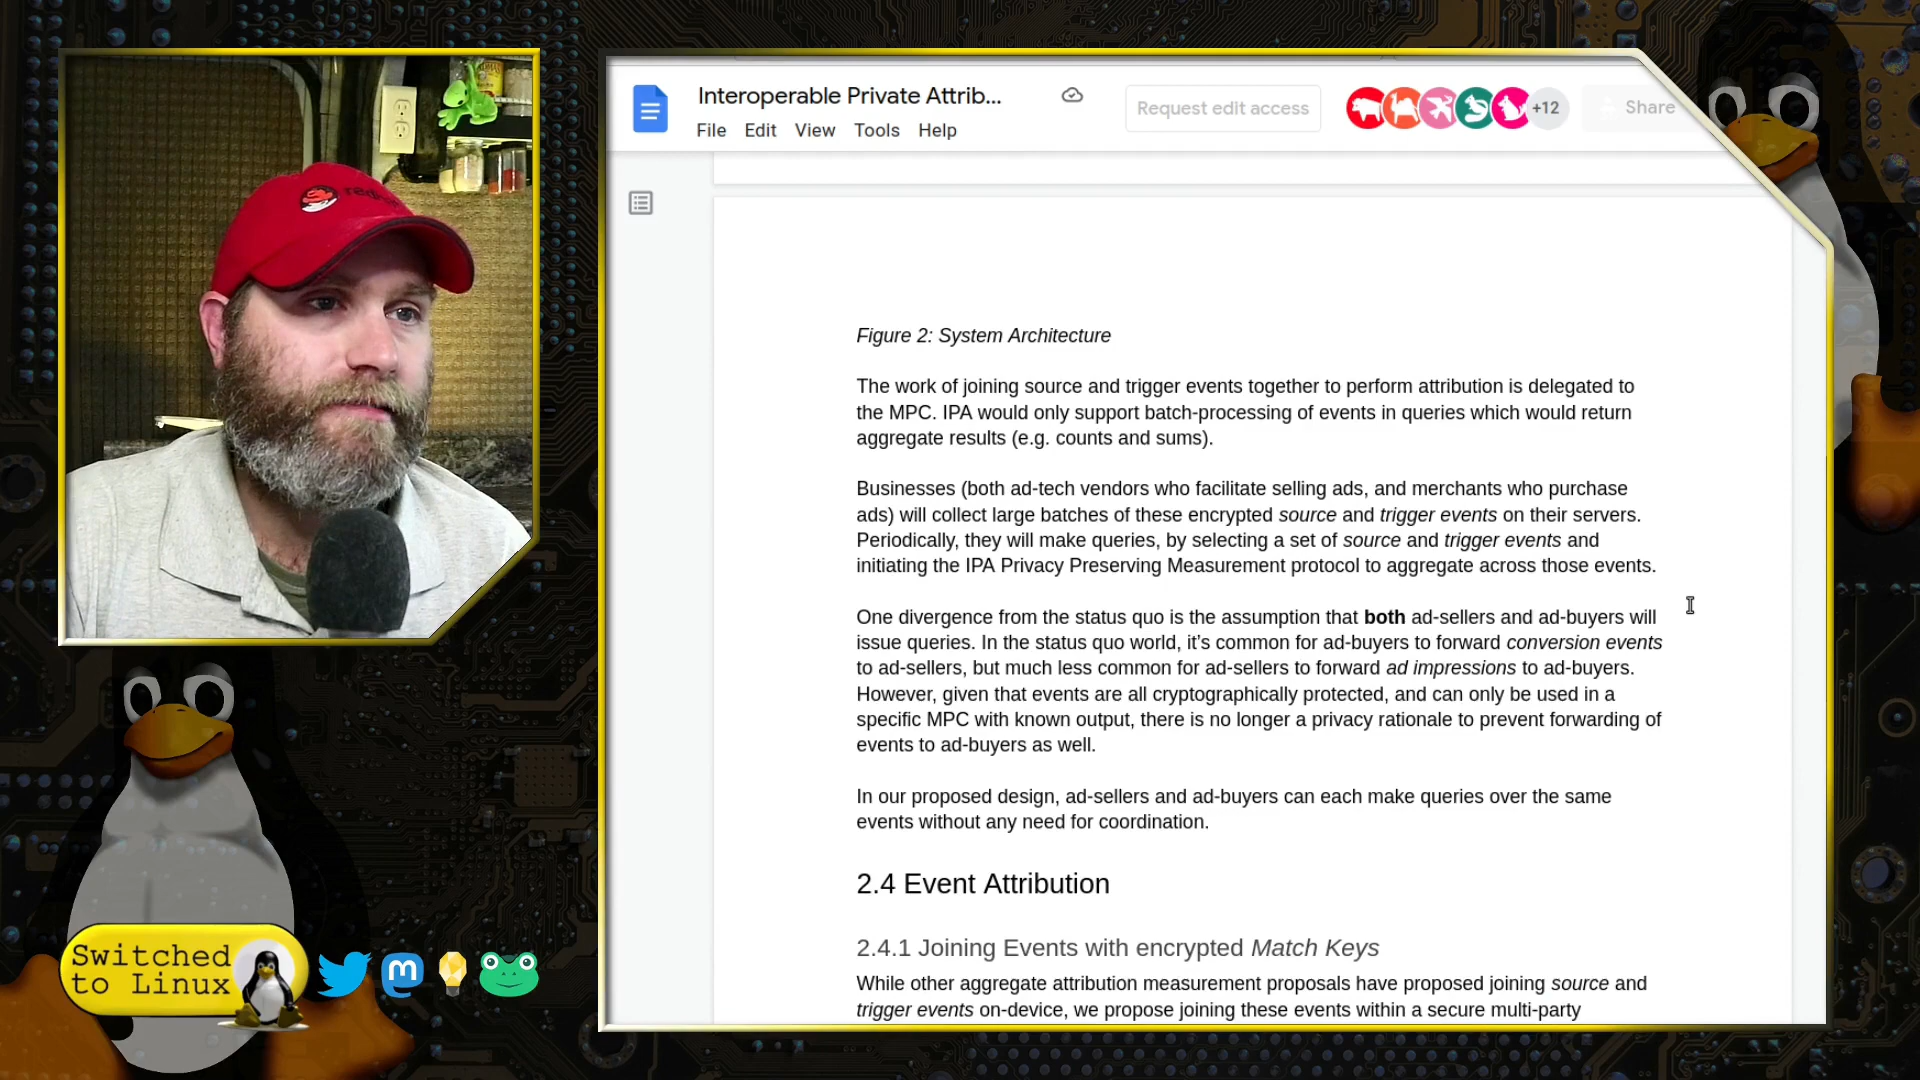 redh
Interoperable Private Attrib...
File Edit View Tools Help
Request edit access
+12
Share
Figure 2: System Architecture
The work of joining source and trigger events together to perform attribution is delegated to
the MPC. IPA would only support batch-processing of events in queries which would return
aggregate results (e.g. counts and sums).
Businesses (both ad-tech vendors who facilitate selling ads, and merchants who purchase
ads) will collect large batches of these encrypted source and trigger events on their servers.
Periodically, they will make queries, by selecting a set of source and trigger events and
initiating the IPA Privacy Preserving Measurement protocol to aggregate across those events.
One divergence from the status quo is the assumption that both ad-sellers and ad-buyers will
issue queries. In the status quo world, it’s common for ad-buyers to forward conversion events
to ad-sellers, but much less common for ad-sellers to forward ad impressions to ad-buyers.
However, given that events are all cryptographically protected, and can only be used in a
specific MPC with known output, there is no longer a privacy rationale to prevent forwarding of
events to ad-buyers as well.
In our proposed design, ad-sellers and ad-buyers can each make queries over the same
events without any need for coordination.
2.4 Event Attribution
2.4.1 Joining Events with encrypted Match Keys
While other aggregate attribution measurement proposals have proposed joining source and
trigger events on-device, we propose joining these events within a secure multi-party
Switched
to Linux
m